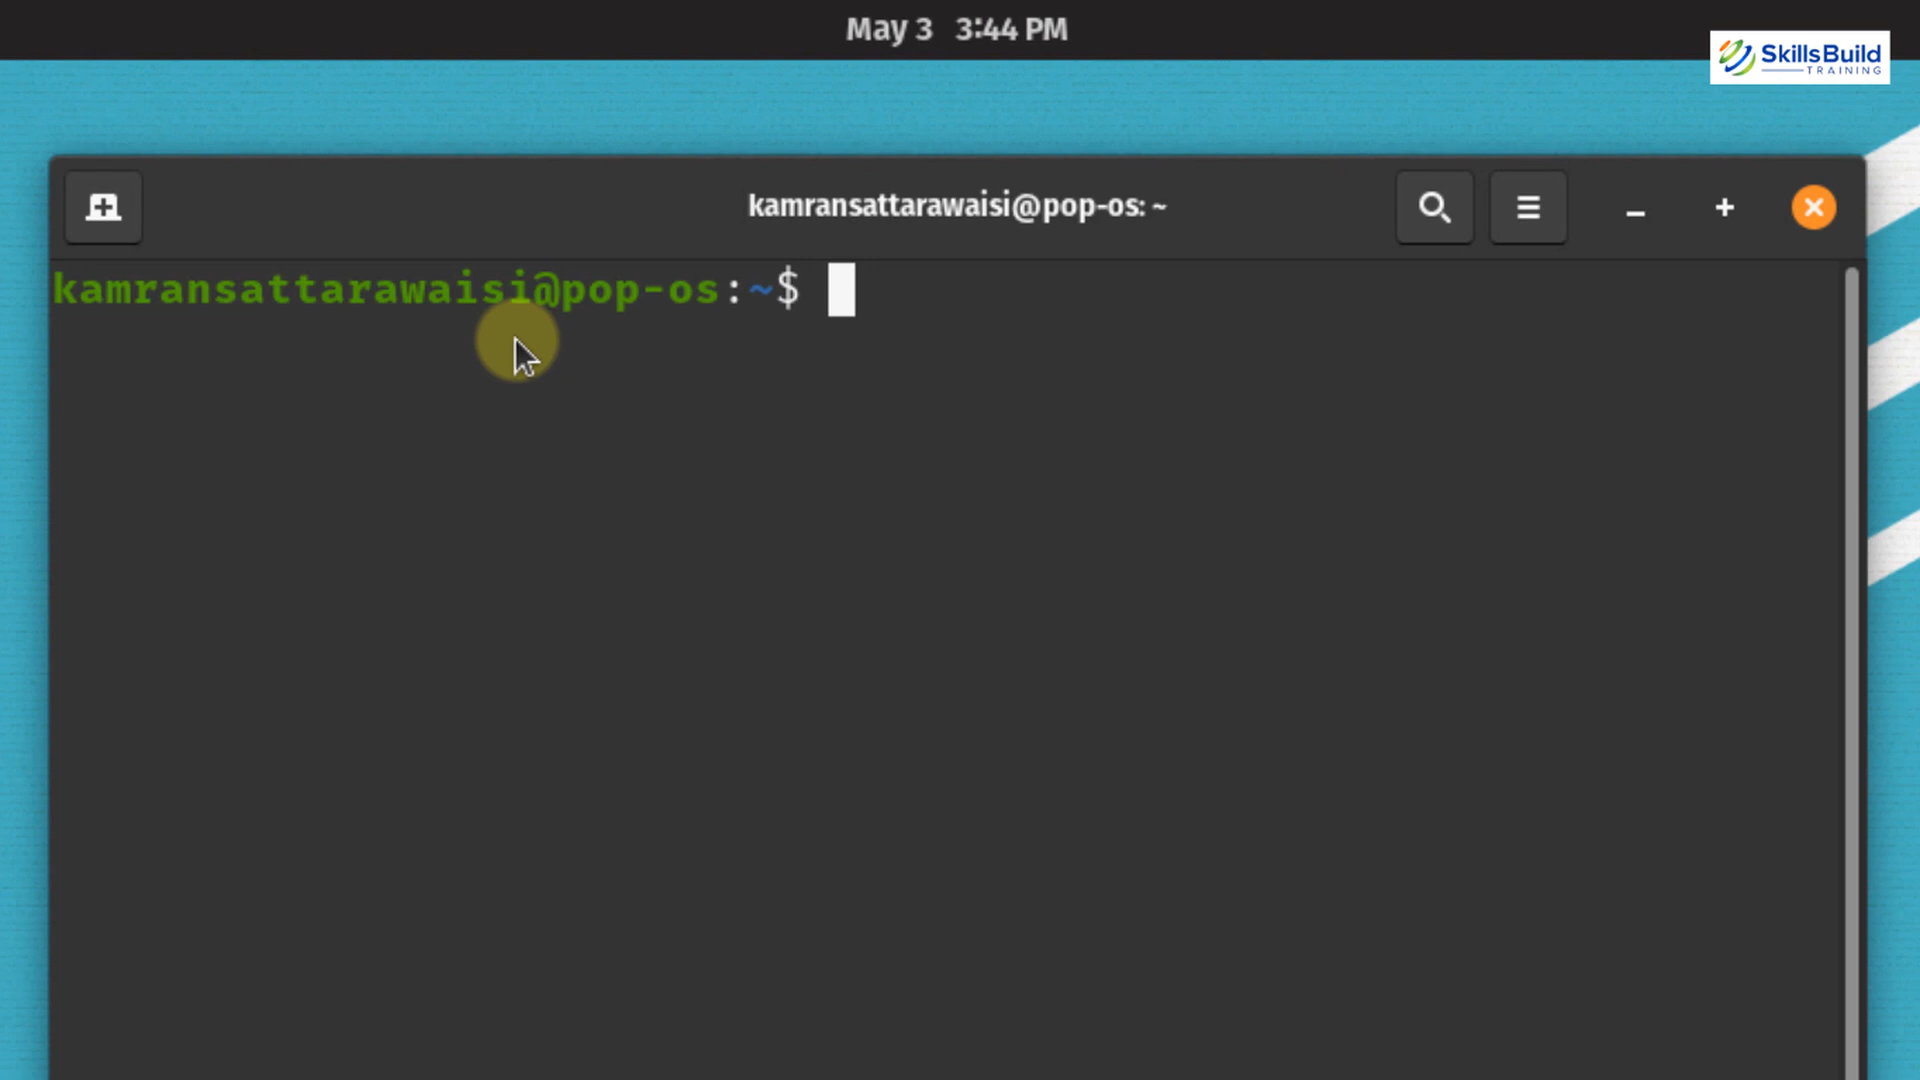 May 3 3:44 PM
SkillsBuild
TRAINING
kamransattarawaisi@pop-os: ~
kamransattarawaisi@pop-os:~$